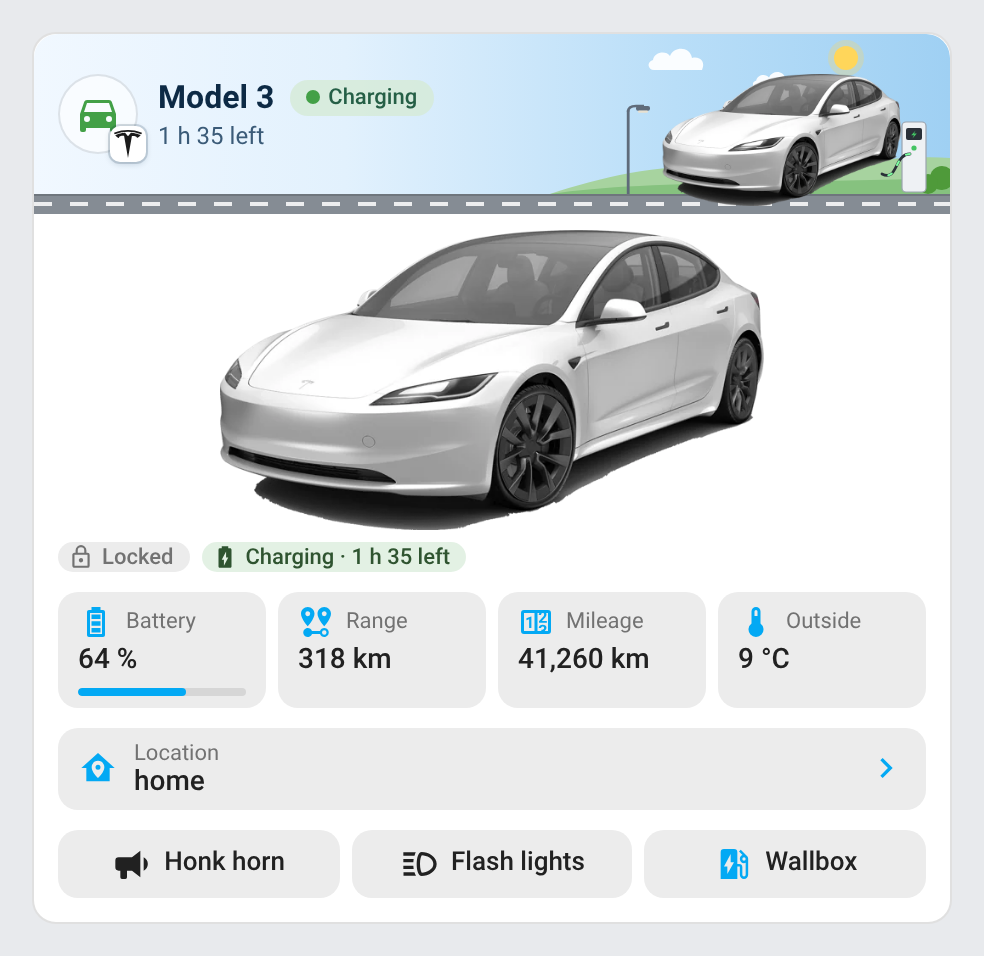 Model 3
Charging
1 h 35 left
Locked
Charging · 1 h 35 left
Battery
64 %
Range
318 km
Mileage
41,260 km
Outside
9 °C
Location
home
Honk horn
Flash lights
Wallbox